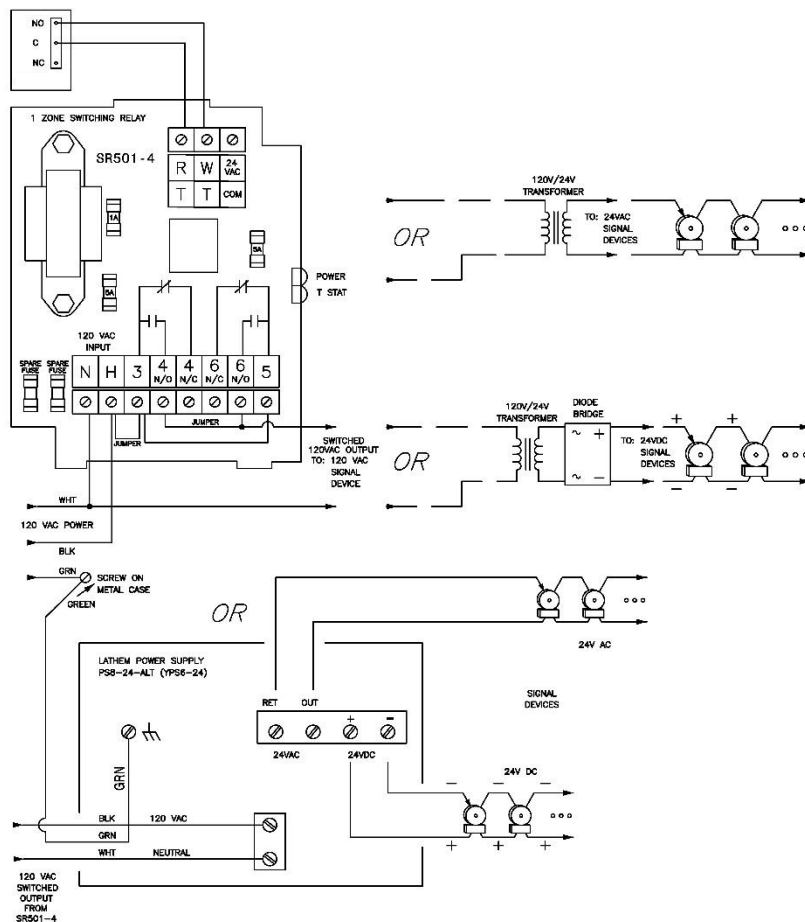 NO
C
NC
1 ZONE SWITCHING RELAY
SR501-4
R W 24 VAC
T T COM
1A
5A
5A
POWER
T STAT
120 VAC
INPUT
SPARE FUSE
SPARE FUSE
N H 3 4 4 6 6 5
N/O N/C N/C N/O
JUMPER
JUMPER
WHT
120 VAC POWER
BLK
SWITCHED
120VAC OUTPUT
TO: 120 VAC
SIGNAL
DEVICE
OR
120V/24V
TRANSFORMER
TO: 24VAC
SIGNAL
DEVICES
OR
120V/24V
TRANSFORMER
DIODE
BRIDGE
~ +
~ −
TO: 24VDC
SIGNAL
DEVICES
+ +
− −
GRN
SCREW ON
METAL CASE
GREEN
OR
LATHEM POWER SUPPLY
PS8-24-ALT (YPS6-24)
RET OUT
+ −
24VAC 24VDC
GRN
BLK 120 VAC
GRN
WHT NEUTRAL
120 VAC
SWITCHED
OUTPUT
FROM
SR501-4
24V AC
SIGNAL
DEVICES
24V DC
− − −
+ + +